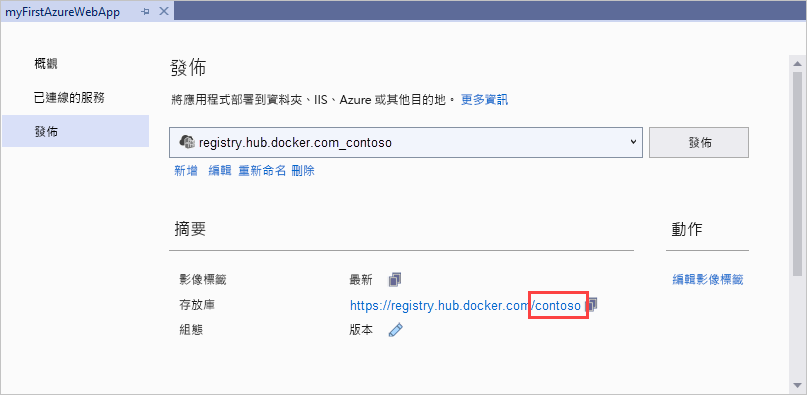 myFirstAzureWebApp
概觀
已連線的服務
發佈
發佈
將應用程式部署到資料夾、IIS、Azure 或其他目的地。 更多資訊
registry.hub.docker.com_contoso
發佈
新增 編輯 重新命名 刪除
摘要
動作
影像標籤 最新
編輯影像標籤
存放庫 https://registry.hub.docker.com/contoso
組態 版本